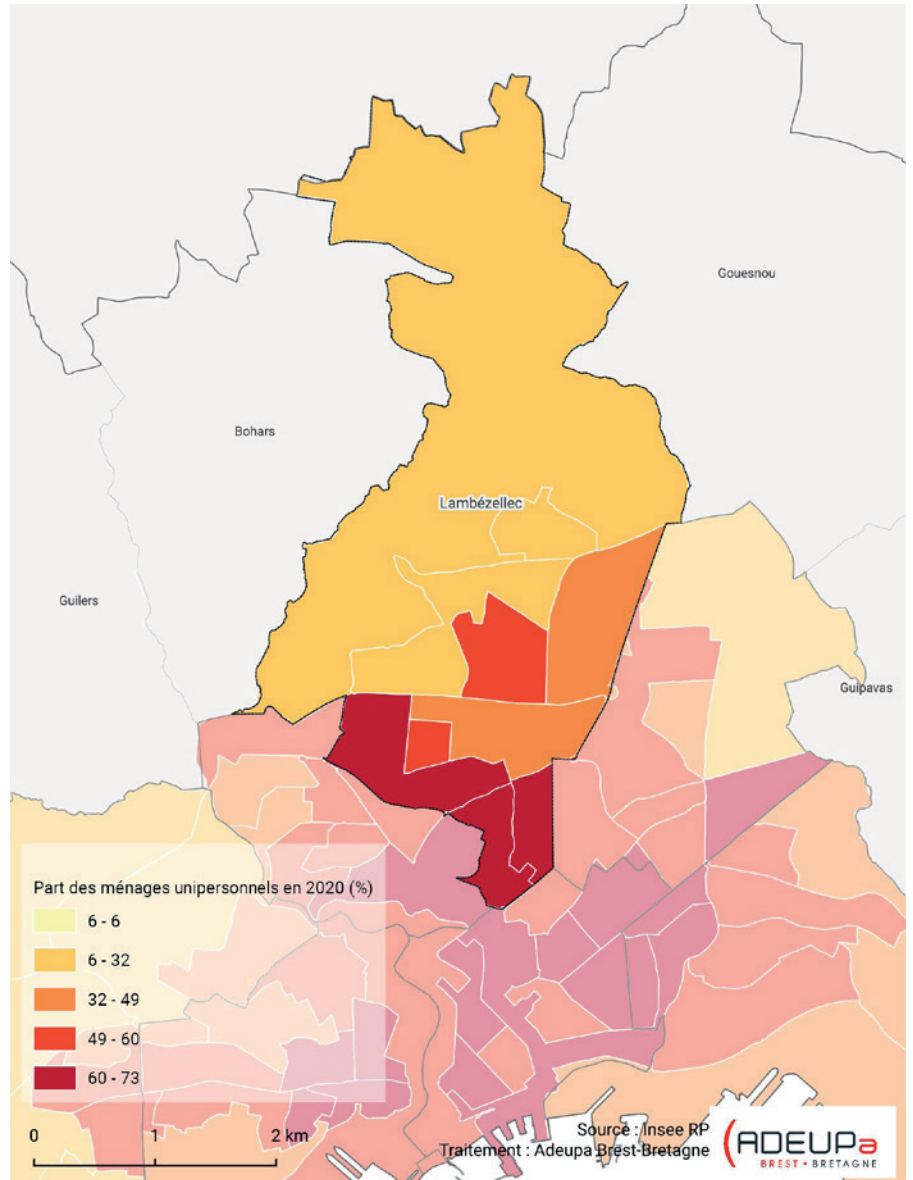 Gouesnou
Bohars
Lambézellec
Guilers
Guipavas
Part des ménages unipersonnels en 2020 (%)
6 - 6
6 - 32
32 - 49
49 - 60
60 - 73
0 1 2 km
Source : Insee RP
Traitement : Adeupa Brest-Bretagne
ADEUPa
BREST • BRETAGNE